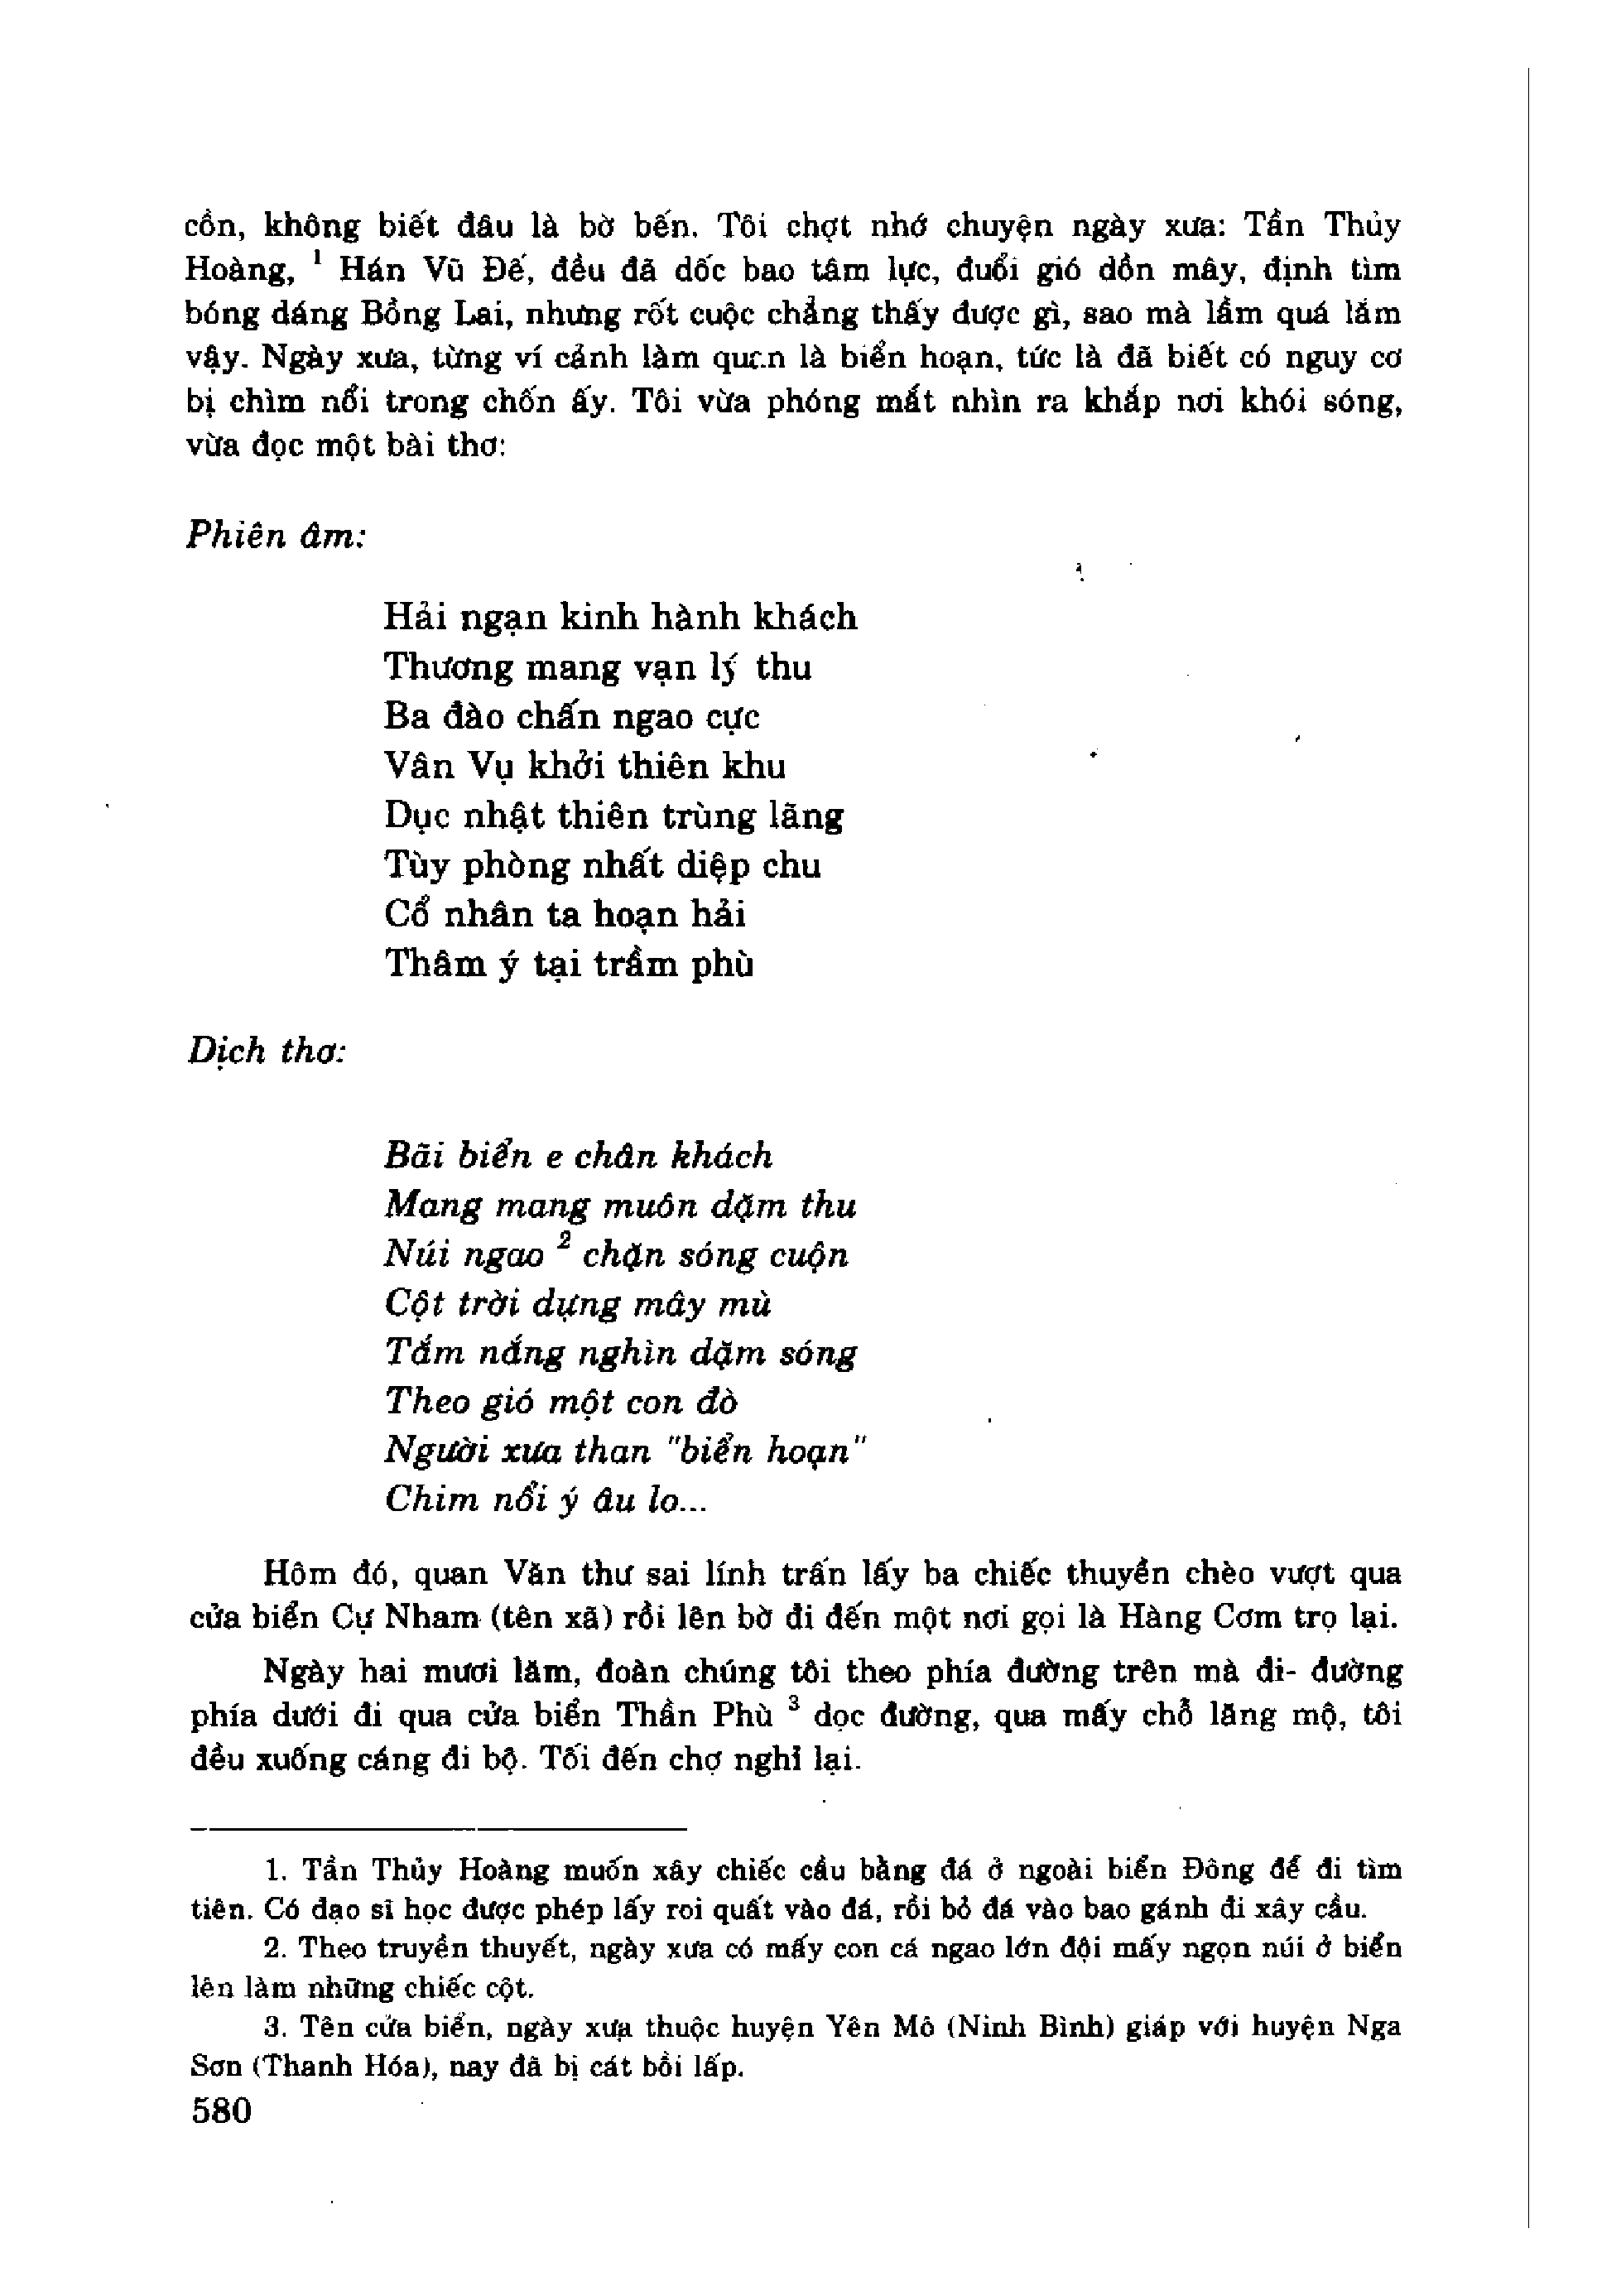 cồn, không biết đâu là bờ bến. Tôi chợt nhớ chuyện ngày xưa: Tần Thủy
Hoàng, ¹ Hán Vũ Đế, đều đã dốc bao tâm lực, đuổi gió dồn mây, định tìm
bóng dáng Bồng Lai, nhưng rốt cuộc chẳng thấy được gì, sao mà lầm quá lắm
vậy. Ngày xưa, từng ví cảnh làm quan là biển hoạn, tức là đã biết có nguy cơ
bị chìm nổi trong chốn ấy. Tôi vừa phóng mắt nhìn ra khắp nơi khói sóng,
vừa đọc một bài thơ:
Phiên âm:
Hải ngạn kinh hành khách
Thương mang vạn lý thu
Ba đào chấn ngao cực
Vân Vụ khởi thiên khu
Dục nhật thiên trùng lãng
Tùy phòng nhất diệp chu
Cổ nhân ta hoạn hải
Thâm ý tại trầm phù
Dịch thơ:
Bãi biển e chân khách
Mang mang muôn dặm thu
Núi ngao ² chặn sóng cuộn
Cột trời dựng mây mù
Tắm nắng nghìn dặm sóng
Theo gió một con đò
Người xưa than "biển hoạn"
Chim nổi ý âu lo...
Hôm đó, quan Văn thư sai lính trấn lấy ba chiếc thuyền chèo vượt qua
cửa biển Cự Nham (tên xã) rồi lên bờ đi đến một nơi gọi là Hàng Cơm trọ lại.
Ngày hai mươi lăm, đoàn chúng tôi theo phía đường trên mà đi- đường
phía dưới đi qua cửa biển Thần Phù ³ dọc đường, qua mấy chỗ lăng mộ, tôi
đều xuống cáng đi bộ. Tối đến chợ nghỉ lại.
1. Tần Thủy Hoàng muốn xây chiếc cầu bằng đá ở ngoài biển Đông để đi tìm
tiên. Có đạo sĩ học được phép lấy roi quất vào đá, rồi bỏ đá vào bao gánh đi xây cầu.
2. Theo truyền thuyết, ngày xưa có mấy con cá ngao lớn đội mấy ngọn núi ở biển
lên làm những chiếc cột.
3. Tên cửa biển, ngày xưa thuộc huyện Yên Mô (Ninh Bình) giáp với huyện Nga
Sơn (Thanh Hóa), nay đã bị cát bồi lấp.
580